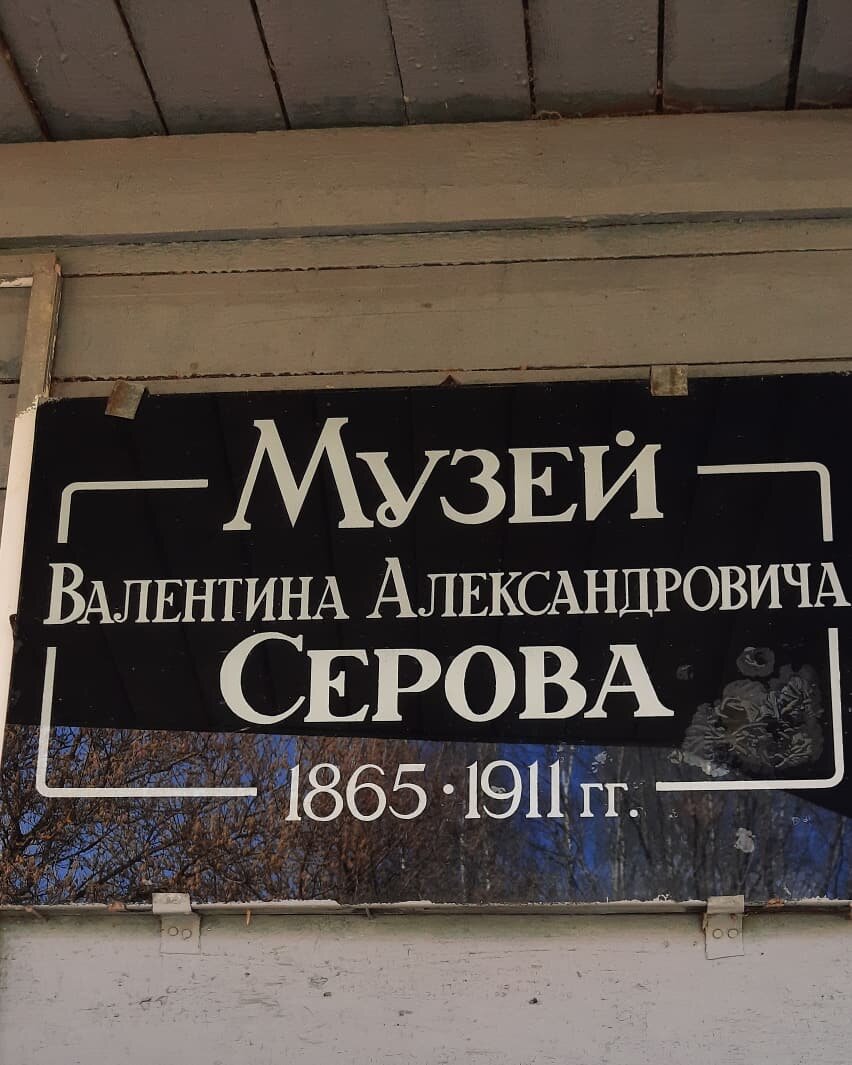 Музей
Валентина Александровича
Серова
1865 · 1911 гг.